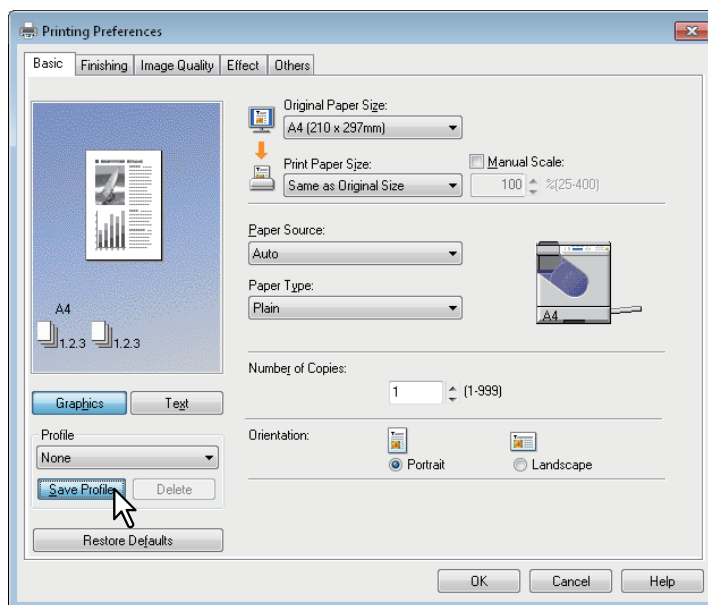 Printing Preferences
Basic Finishing Image Quality Effect Others
Original Paper Size:
A4 (210 x 297mm)
Print Paper Size:
Manual Scale:
Same as Original Size
100 %(25-400)
Paper Source:
Auto
Paper Type:
Plain
A4
A4
1.2.3 1.2.3
Number of Copies:
1 (1-999)
Graphics Text
Profile
None
Orientation:
Portrait Landscape
Save Profile Delete
Restore Defaults
OK Cancel Help